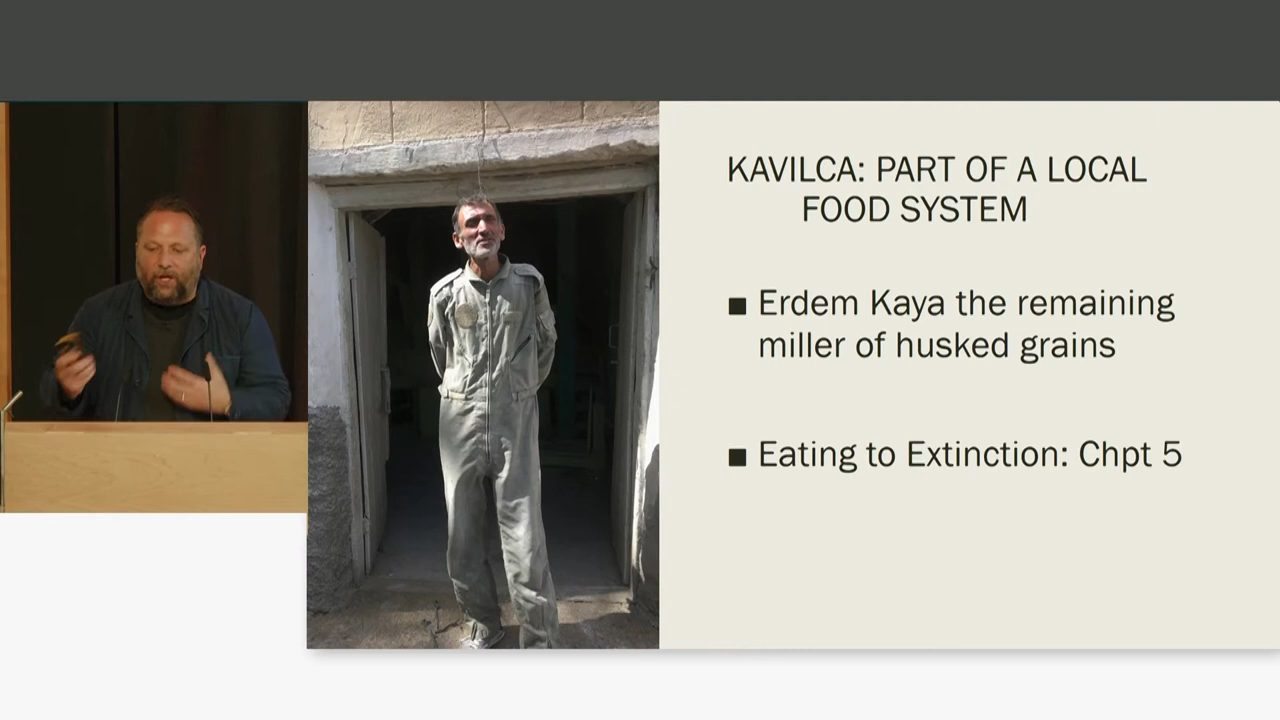 KAVILCA: PART OF A LOCAL
FOOD SYSTEM
■ Erdem Kaya the remaining
miller of husked grains
■ Eating to Extinction: Chpt 5